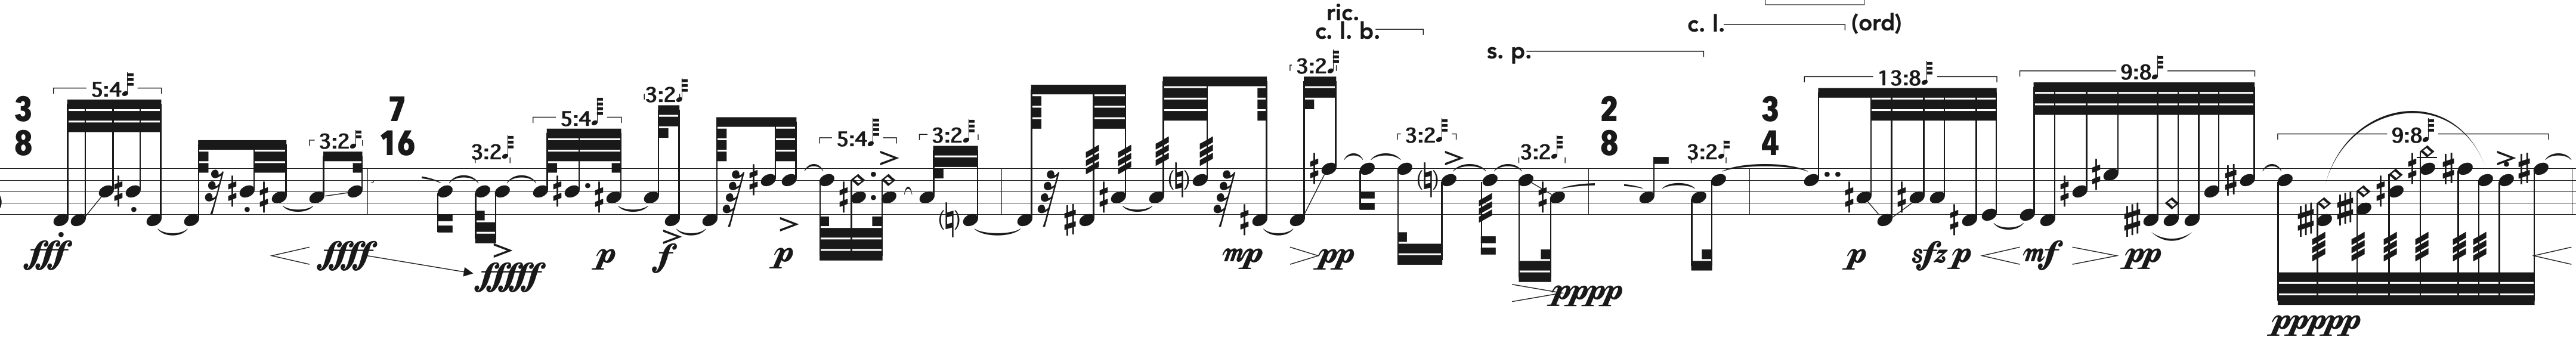 ric.
c. l. b.
c. l. (ord)
s. p.
5:4 3:2 3:2 5:4 3:2 5:4 3:2 3:2 3:2 3:2 3:2 13:8 9:8 9:8
3 7 2 3
8 16 8 4
fff ffff fffff p f p mp pp pppp p sfz p mf pp ppppp